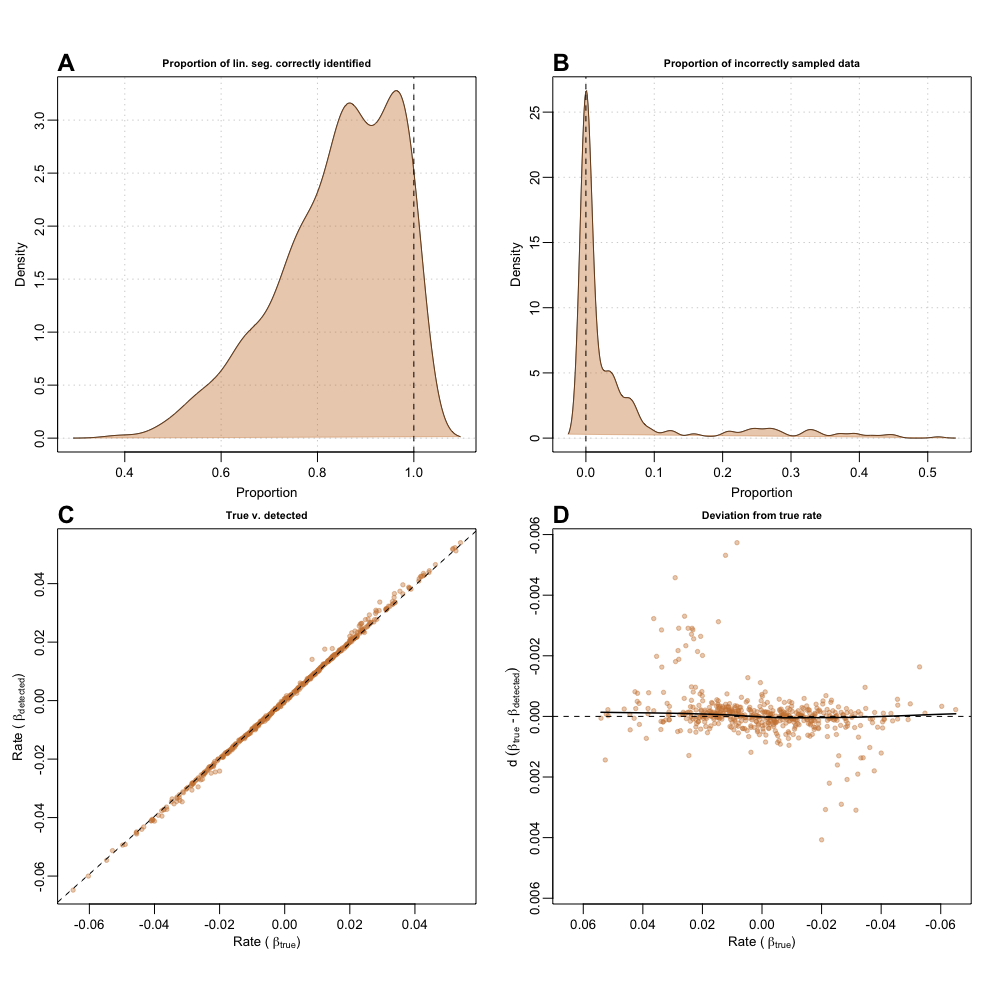 A
Proportion of lin. seg. correctly identified
Density
0.0 0.5 1.0 1.5 2.0 2.5 3.0
0.4 0.6 0.8 1.0
Proportion
B
Proportion of incorrectly sampled data
Density
0 5 10 15 20 25
0.0 0.1 0.2 0.3 0.4 0.5
Proportion
C
True v. detected
Rate ( βdetected)
-0.06 -0.04 -0.02 0.00 0.02 0.04
-0.06 -0.04 -0.02 0.00 0.02 0.04
Rate ( βtrue)
D
Deviation from true rate
d (βtrue - βdetected)
0.006 0.004 0.002 0.000 -0.002 -0.004 -0.006
0.06 0.04 0.02 0.00 -0.02 -0.04 -0.06
Rate ( βtrue)